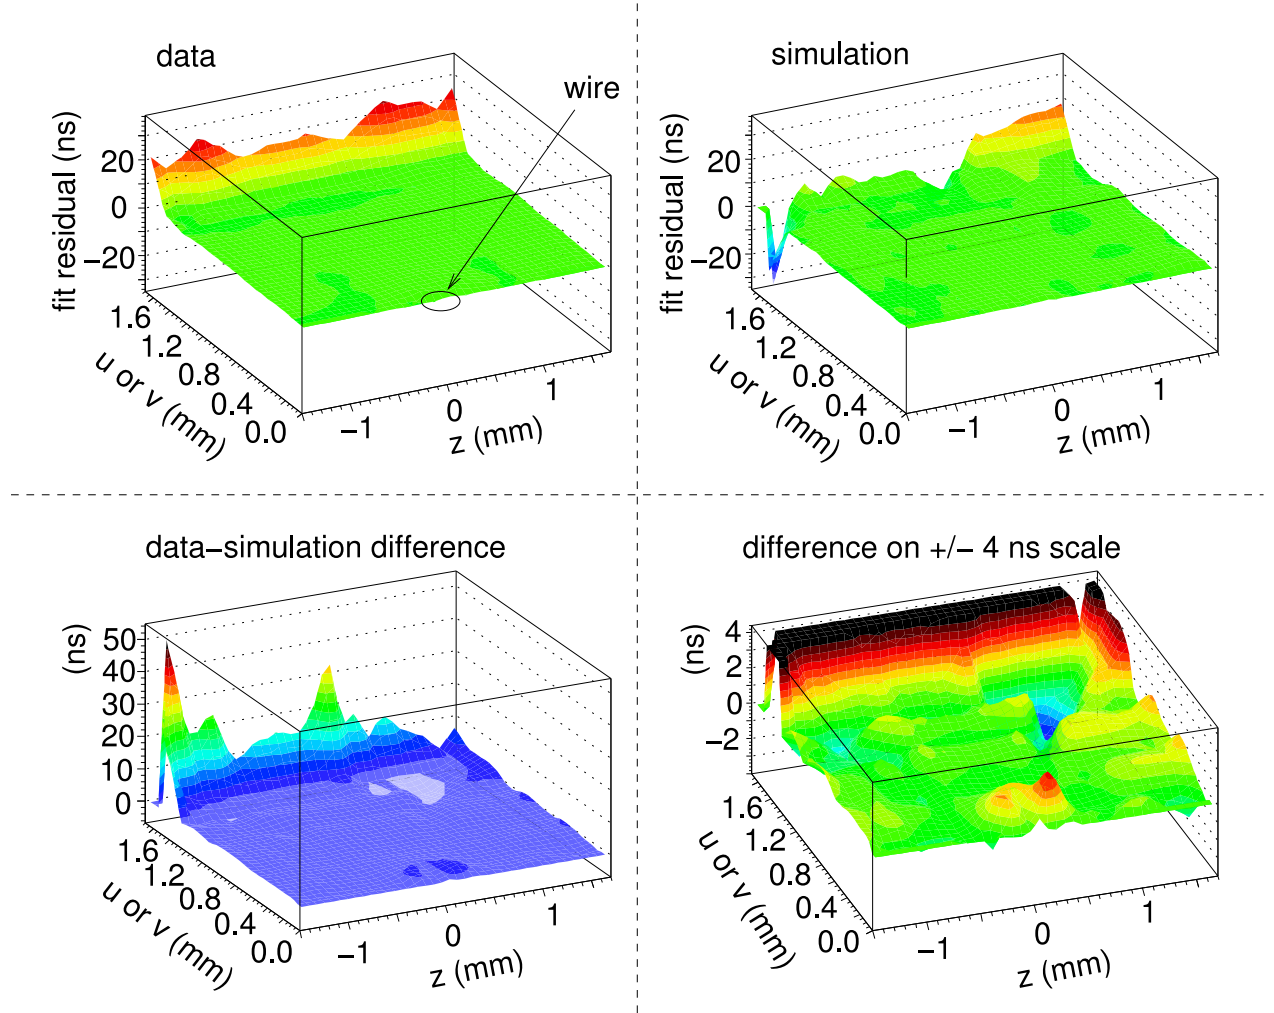 data
wire
fit residual (ns)
20
0
−20
1.6
1.2
0.8
0.4
0.0
u or v (mm)
−1
0
1
z (mm)
simulation
fit residual (ns)
20
0
−20
1.6
1.2
0.8
0.4
0.0
u or v (mm)
−1
0
1
z (mm)
data−simulation difference
(ns)
50
40
30
20
10
0
1.6
1.2
0.8
0.4
0.0
u or v (mm)
−1
0
1
z (mm)
difference on +/− 4 ns scale
(ns)
4
2
0
−2
1.6
1.2
0.8
0.4
0.0
u or v (mm)
−1
0
1
z (mm)